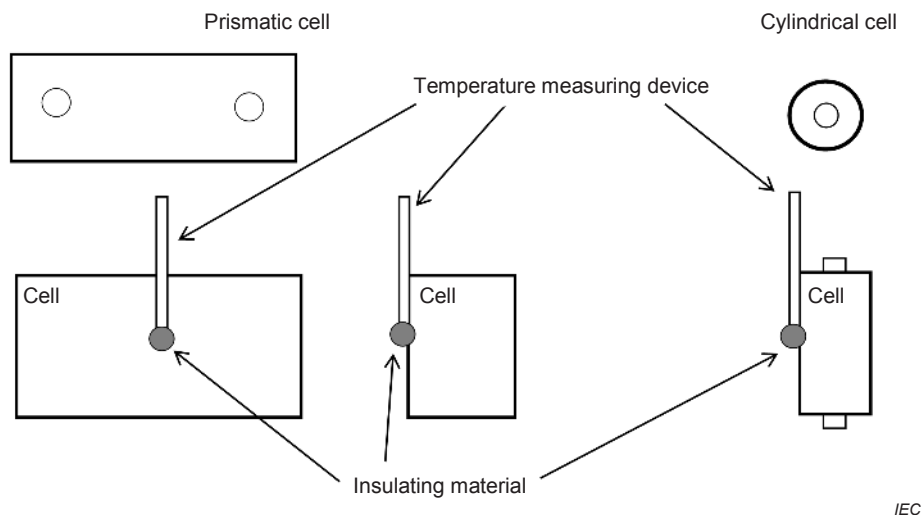 Prismatic cell
Cylindrical cell
Temperature measuring device
Cell
Cell
Cell
Insulating material
IEC